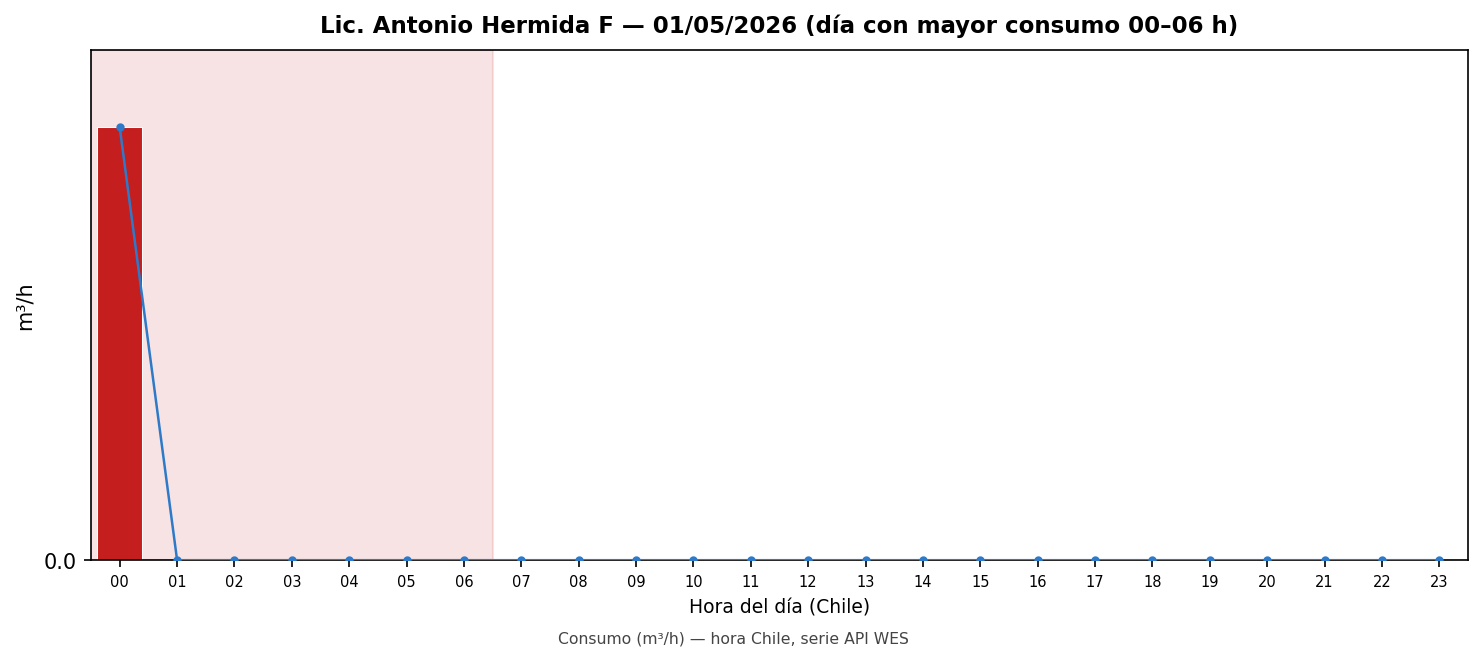 Lic. Antonio Hermida F — 01/05/2026 (día con mayor consumo 00–06 h)
m³/h
0.0
00 01 02 03 04 05 06 07 08 09 10 11 12 13 14 15 16 17 18 19 20 21 22 23
Hora del día (Chile)
Consumo (m³/h) — hora Chile, serie API WES